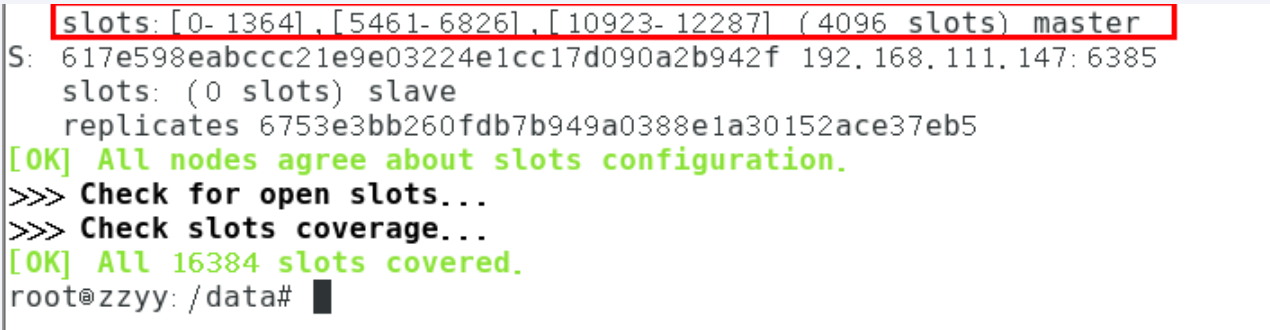 slots:[0-1364],[5461-6826],[10923-12287] (4096 slots) master
S: 617e598eabccc21e9e03224e1cc17d090a2b942f 192.168.111.147:6385
slots: (0 slots) slave
replicates 6753e3bb260fdb7b949a0388e1a30152ace37eb5
[OK] All nodes agree about slots configuration.
>>> Check for open slots...
>>> Check slots coverage...
[OK] All 16384 slots covered.
root@zzyy:/data#